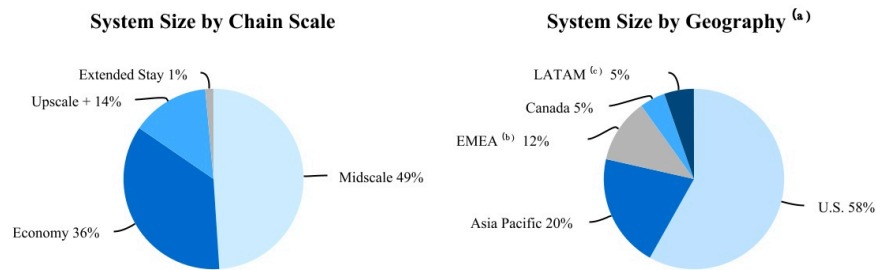 System Size by Chain Scale
Extended Stay 1%
Upscale + 14%
Midscale 49%
Economy 36%
System Size by Geography (a)
LATAM (c) 5%
Canada 5%
EMEA (b) 12%
U.S. 58%
Asia Pacific 20%